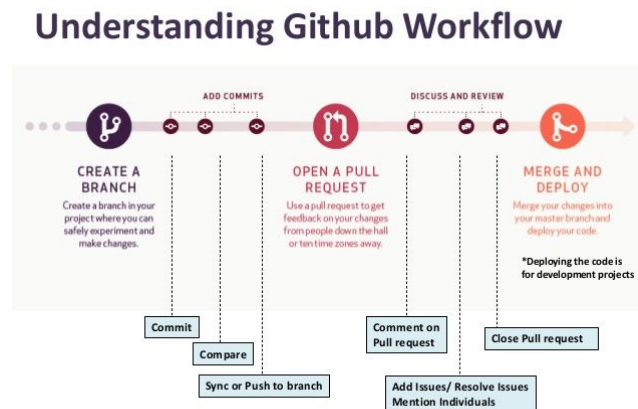 Understanding Github Workflow
ADD COMMITS
DISCUSS AND REVIEW
CREATE A
BRANCH
Create a branch in your
project where you can
safely experiment and
make changes.
OPEN A PULL
REQUEST
Use a pull request to get
feedback on your changes
from people down the hall
or ten time zones away.
MERGE AND
DEPLOY
Merge your changes into
your master branch and
deploy your code.
*Deploying the code is
for development projects
Commit
Compare
Sync or Push to branch
Comment on
Pull request
Add Issues/ Resolve Issues
Mention Individuals
Close Pull request